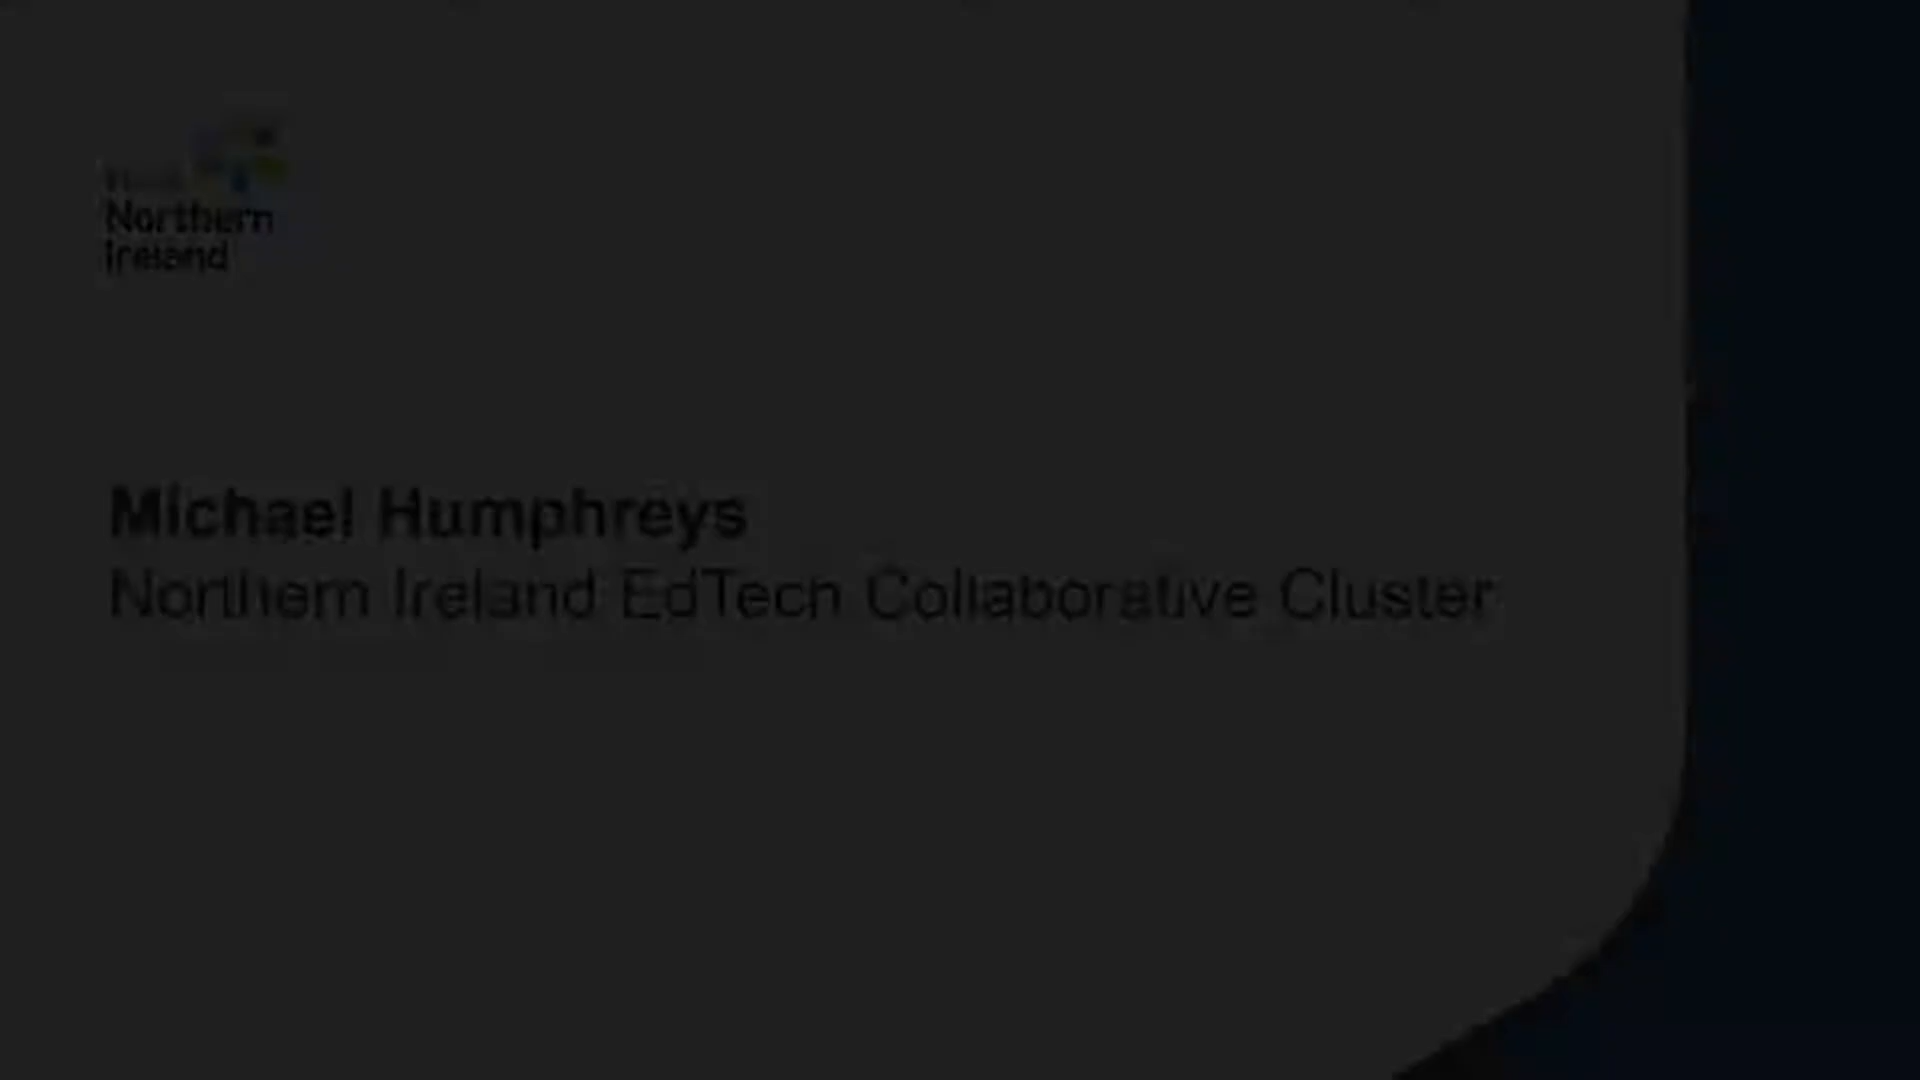 Northern
Ireland
Michael Humphreys
Northern Ireland EdTech Collaborative Cluster